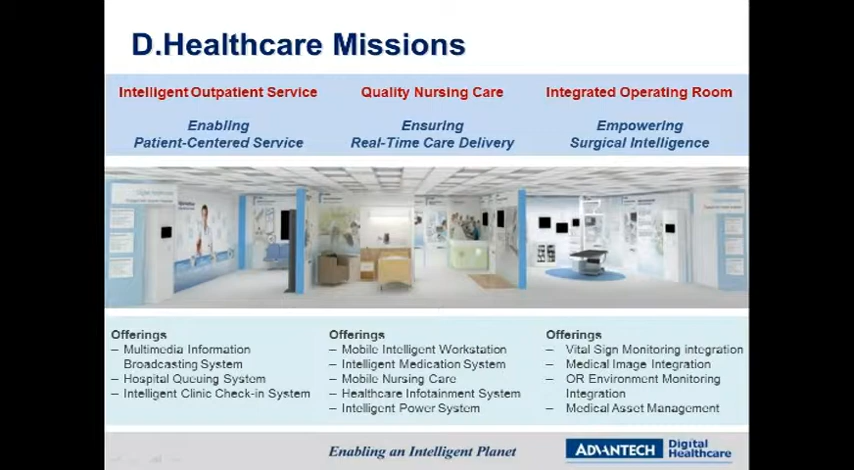 D.Healthcare Missions
Intelligent Outpatient Service
Enabling
Patient-Centered Service
Quality Nursing Care
Ensuring
Real-Time Care Delivery
Integrated Operating Room
Empowering
Surgical Intelligence
Offerings
– Multimedia Information
Broadcasting System
– Hospital Queuing System
– Intelligent Clinic Check-in System
Offerings
– Mobile Intelligent Workstation
– Intelligent Medication System
– Mobile Nursing Care
– Healthcare Infotainment System
– Intelligent Power System
Offerings
– Vital Sign Monitoring integration
– Medical Image Integration
– OR Environment Monitoring
Integration
– Medical Asset Management
Enabling an Intelligent Planet
ADVANTECH
Digital
Healthcare